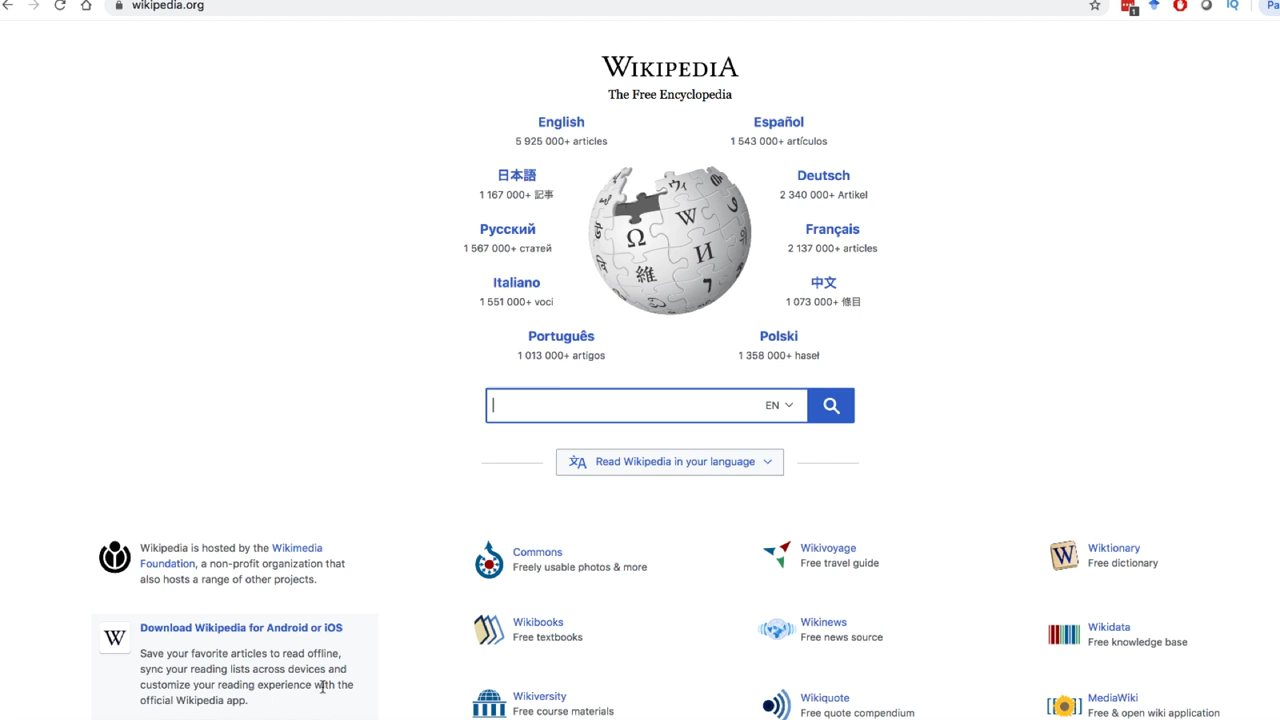 wikipedia.org
1
IQ
Pa
WIKIPEDIA
The Free Encyclopedia
English
5 925 000+ articles
Español
1 543 000+ artículos
日本語
1 167 000+ 記事
Deutsch
2 340 000+ Artikel
Русский
1 567 000+ статей
Français
2 137 000+ articles
Italiano
1 551 000+ voci
中文
1 073 000+ 條目
Português
1 013 000+ artigos
Polski
1 358 000+ haseł
Ω
W
И
維
ウィ
EN
Read Wikipedia in your language
Wikipedia is hosted by the Wikimedia
Foundation, a non-profit organization that
also hosts a range of other projects.
W
Download Wikipedia for Android or iOS
Save your favorite articles to read offline,
sync your reading lists across devices and
customize your reading experience with the
official Wikipedia app.
Commons
Freely usable photos & more
Wikivoyage
Free travel guide
W
Wiktionary
Free dictionary
Wikibooks
Free textbooks
Wikinews
Free news source
Wikidata
Free knowledge base
Wikiversity
Free course materials
Wikiquote
Free quote compendium
MediaWiki
Free & open wiki application